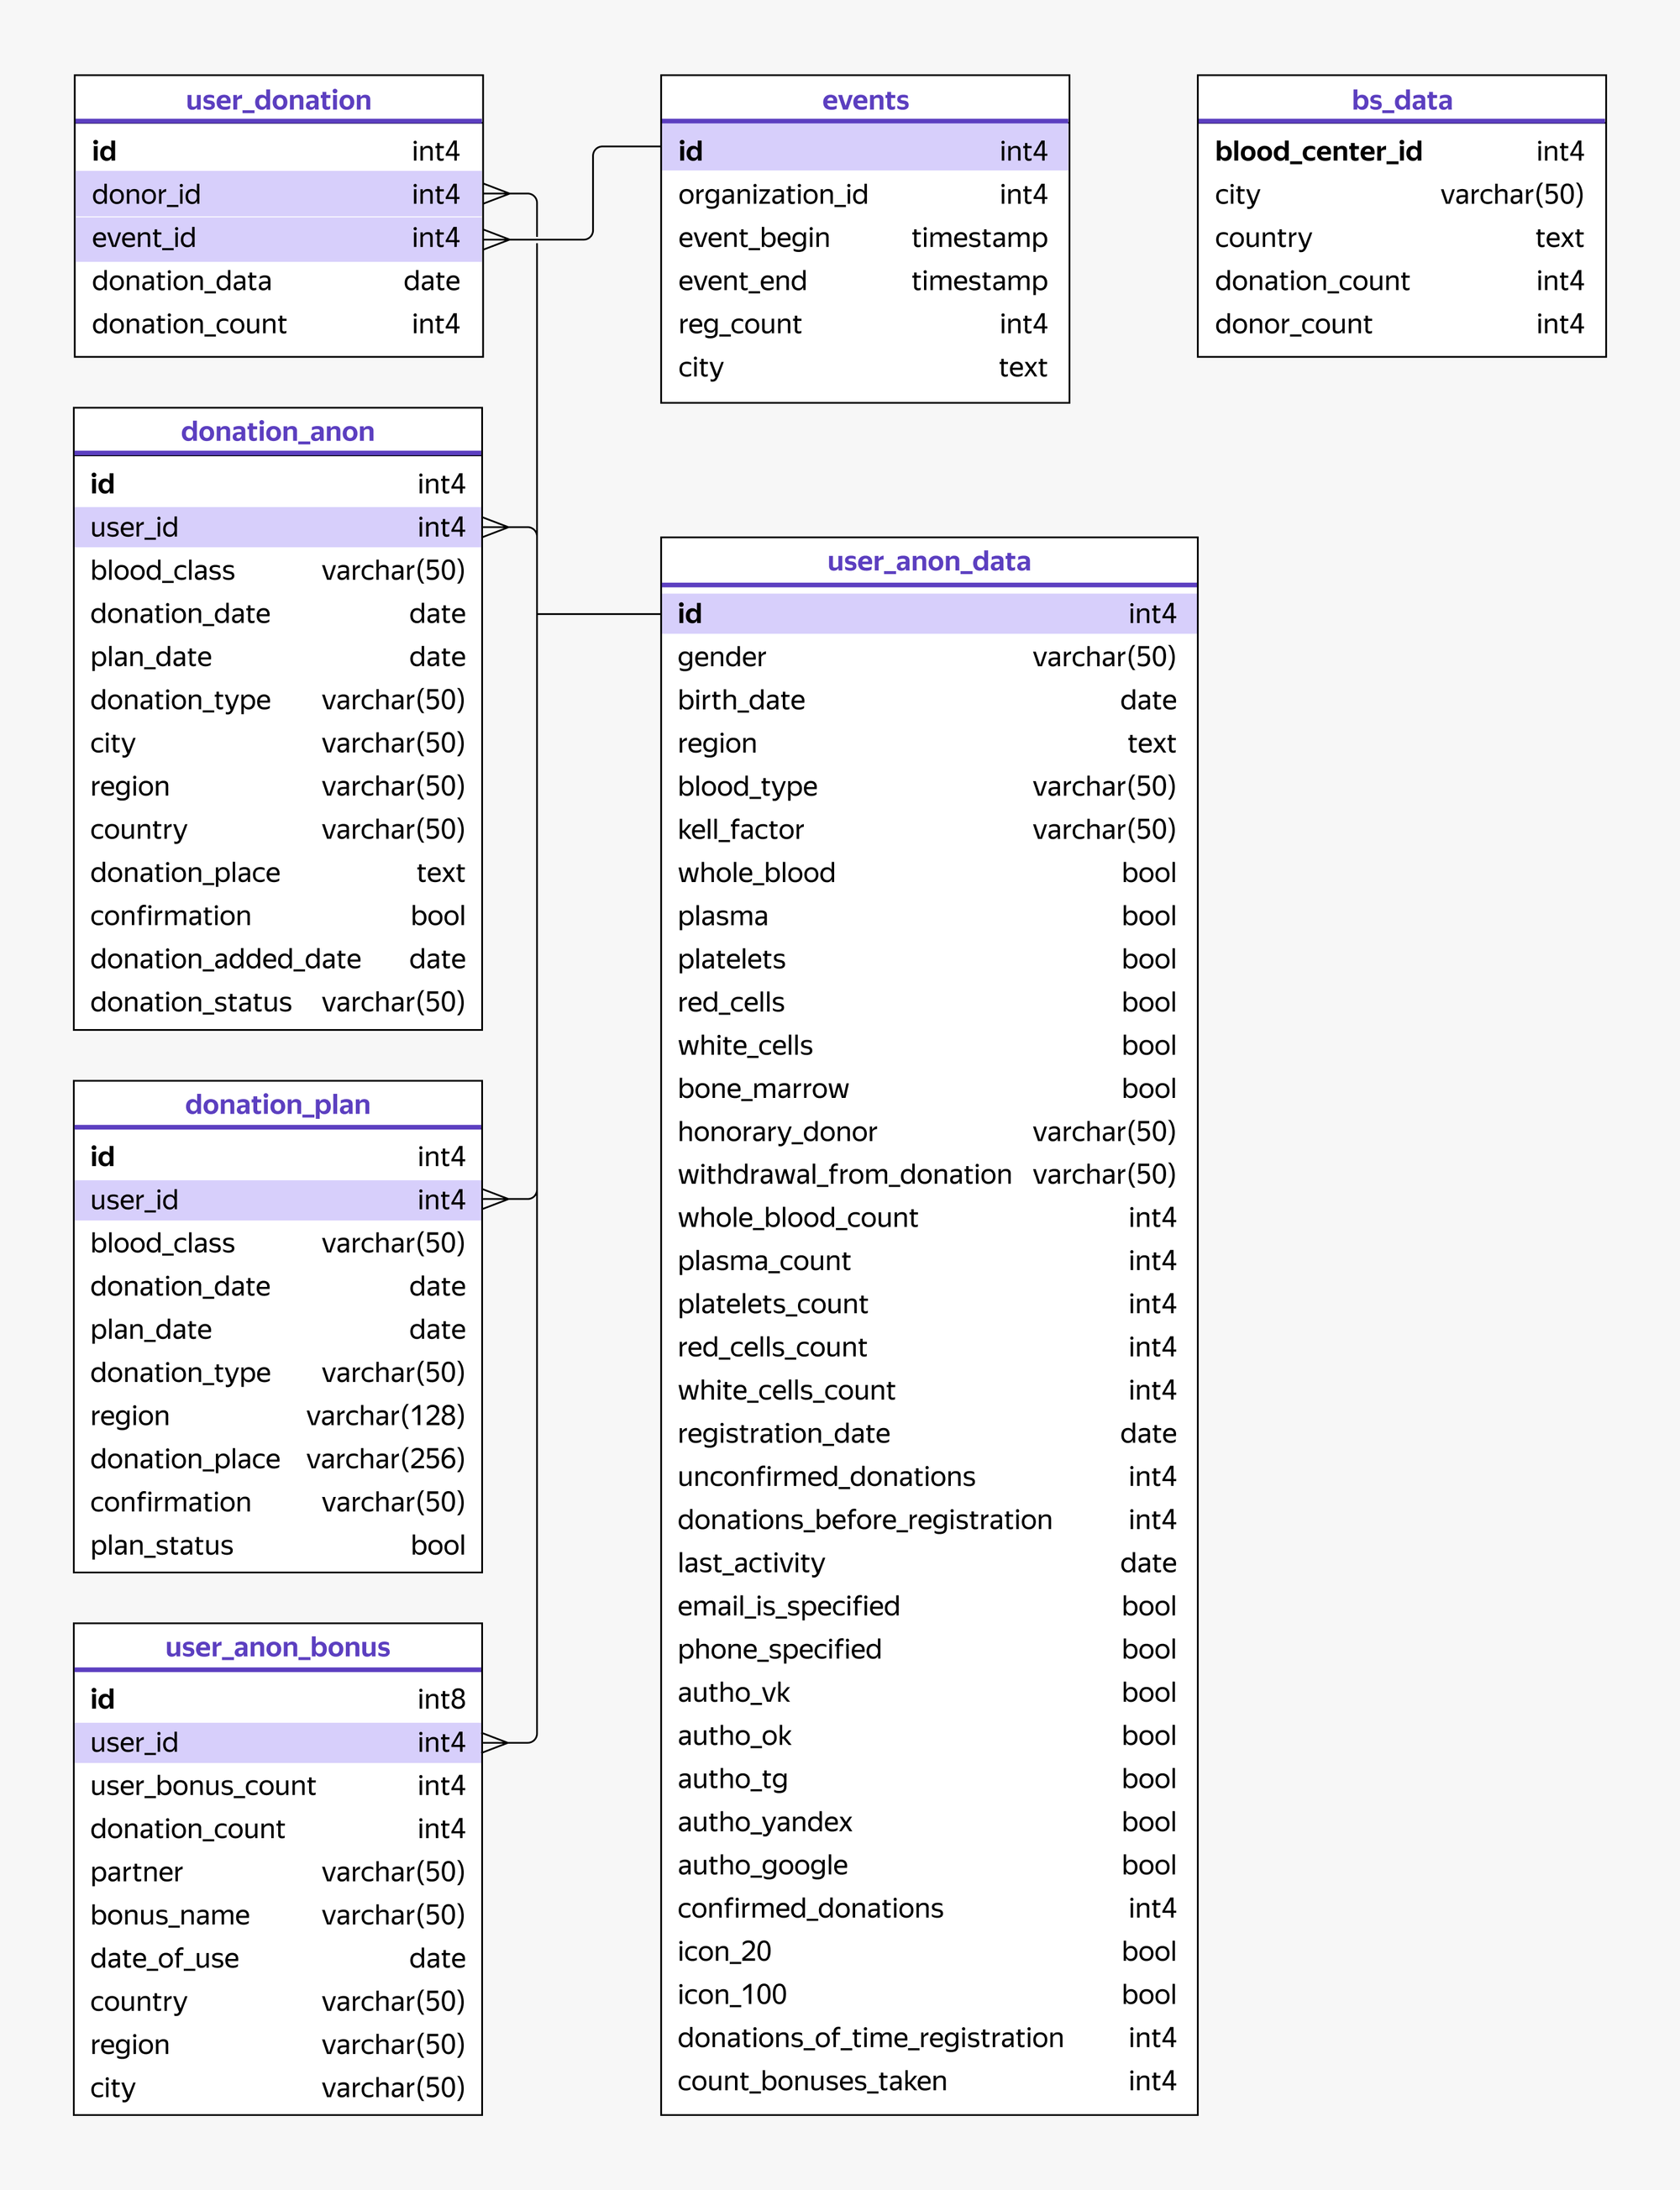 user_donation
id int4
donor_id int4
event_id int4
donation_data date
donation_count int4
events
id int4
organization_id int4
event_begin timestamp
event_end timestamp
reg_count int4
city text
bs_data
blood_center_id int4
city varchar(50)
country text
donation_count int4
donor_count int4
donation_anon
id int4
user_id int4
blood_class varchar(50)
donation_date date
plan_date date
donation_type varchar(50)
city varchar(50)
region varchar(50)
country varchar(50)
donation_place text
confirmation bool
donation_added_date date
donation_status varchar(50)
user_anon_data
id int4
gender varchar(50)
birth_date date
region text
blood_type varchar(50)
kell_factor varchar(50)
whole_blood bool
plasma bool
platelets bool
red_cells bool
white_cells bool
bone_marrow bool
honorary_donor varchar(50)
withdrawal_from_donation varchar(50)
whole_blood_count int4
plasma_count int4
platelets_count int4
red_cells_count int4
white_cells_count int4
registration_date date
unconfirmed_donations int4
donations_before_registration int4
last_activity date
email_is_specified bool
phone_specified bool
autho_vk bool
autho_ok bool
autho_tg bool
autho_yandex bool
autho_google bool
confirmed_donations int4
icon_20 bool
icon_100 bool
donations_of_time_registration int4
count_bonuses_taken int4
donation_plan
id int4
user_id int4
blood_class varchar(50)
donation_date date
plan_date date
donation_type varchar(50)
region varchar(128)
donation_place varchar(256)
confirmation varchar(50)
plan_status bool
user_anon_bonus
id int8
user_id int4
user_bonus_count int4
donation_count int4
partner varchar(50)
bonus_name varchar(50)
date_of_use date
country varchar(50)
region varchar(50)
city varchar(50)